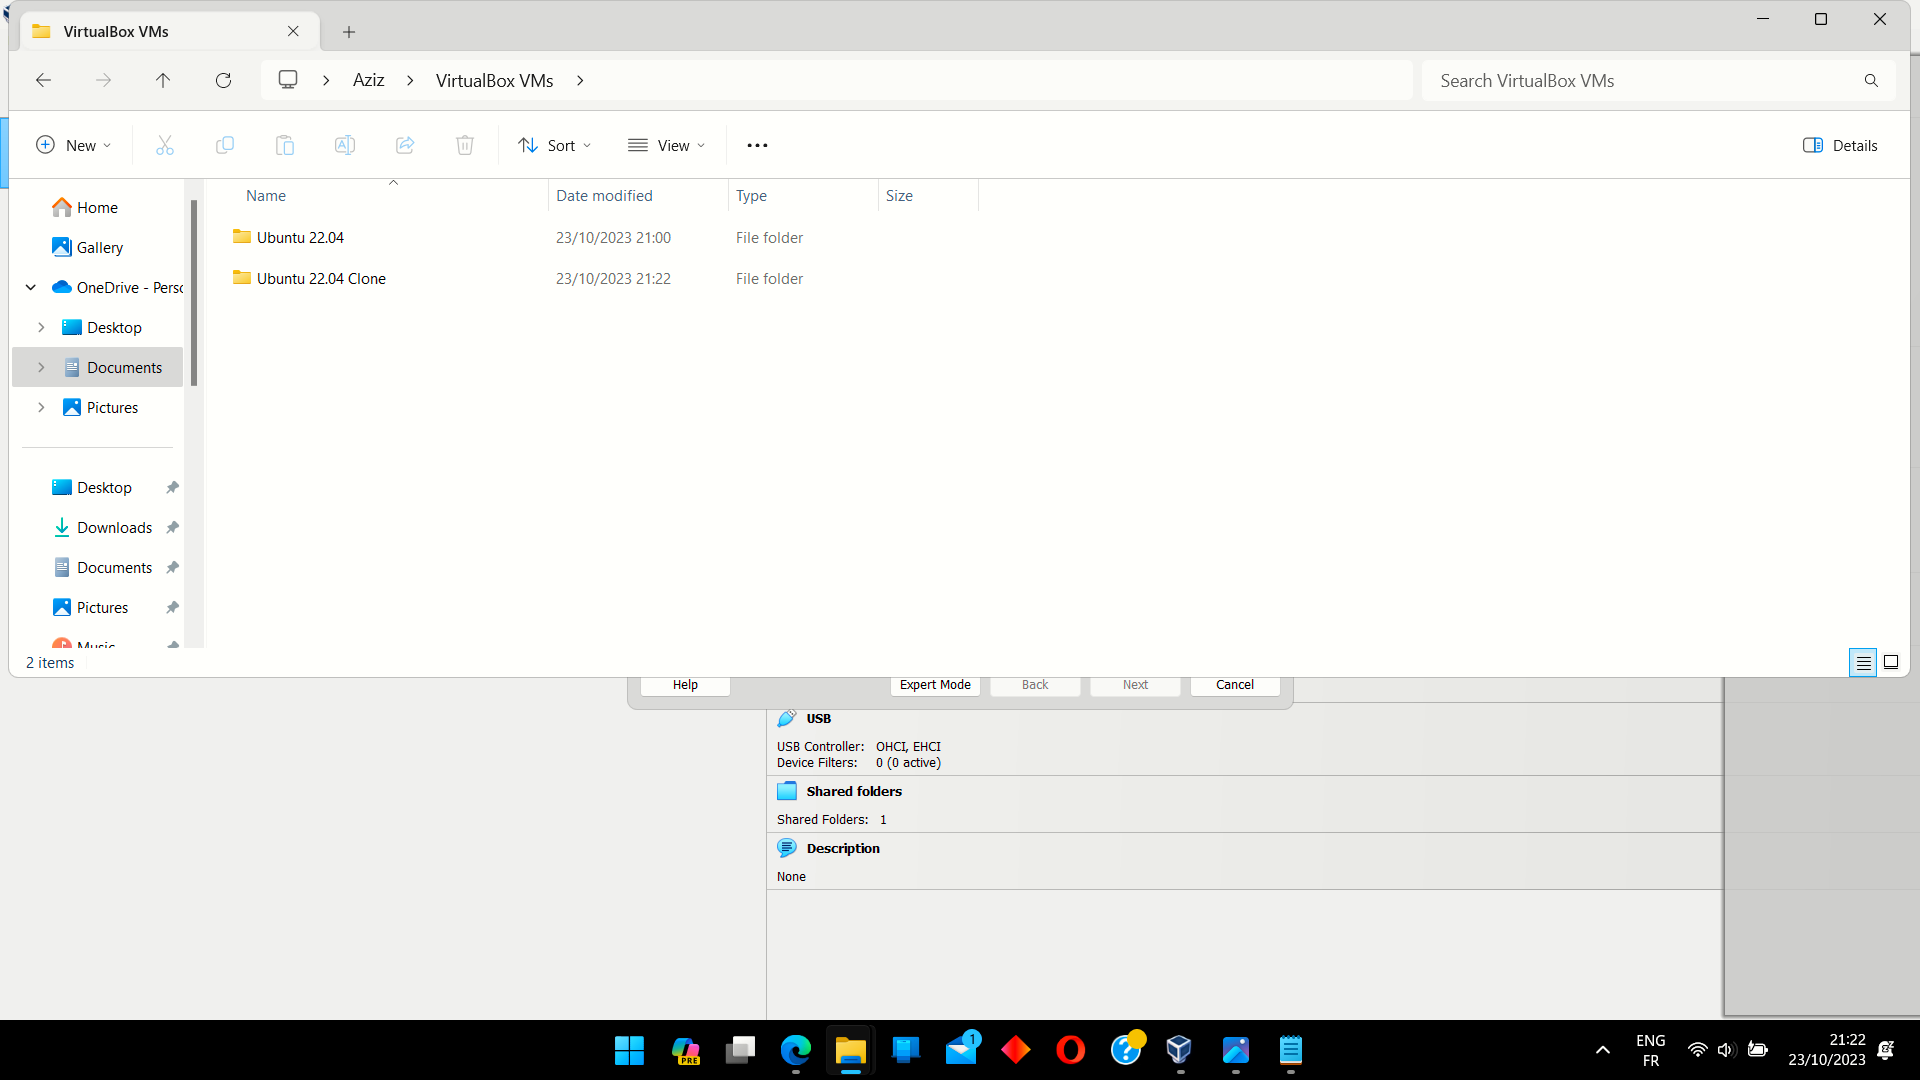 VirtualBox VMs
Aziz
VirtualBox VMs
Search VirtualBox VMs
New
Sort
View
Details
Name
Date modified
Type
Size
Home
Gallery
OneDrive - Perso
Desktop
Documents
Pictures
Desktop
Downloads
Documents
Pictures
Music
Ubuntu 22.04
23/10/2023 21:00
File folder
Ubuntu 22.04 Clone
23/10/2023 21:22
File folder
2 items
Help
Expert Mode
Back
Next
Cancel
USB
USB Controller: OHCI, EHCI
Device Filters: 0 (0 active)
Shared folders
Shared Folders: 1
Description
None
PRE
1
ENG
FR
21:22
23/10/2023